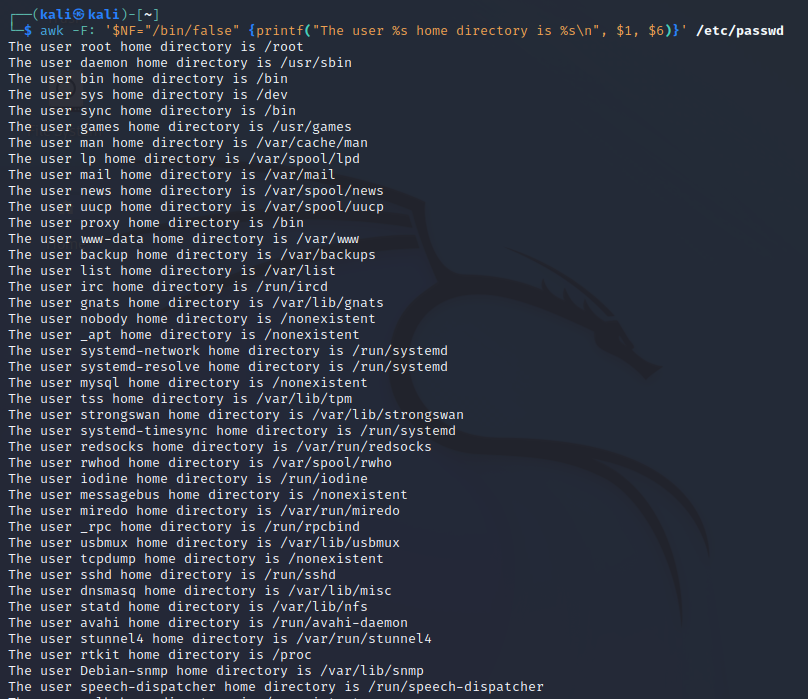 ┌──(kali㉿kali)-[~]
└─$ awk -F: '$NF="/bin/false" {printf("The user %s home directory is %s\n", $1, $6)}' /etc/passwd
The user root home directory is /root
The user daemon home directory is /usr/sbin
The user bin home directory is /bin
The user sys home directory is /dev
The user sync home directory is /bin
The user games home directory is /usr/games
The user man home directory is /var/cache/man
The user lp home directory is /var/spool/lpd
The user mail home directory is /var/mail
The user news home directory is /var/spool/news
The user uucp home directory is /var/spool/uucp
The user proxy home directory is /bin
The user www-data home directory is /var/www
The user backup home directory is /var/backups
The user list home directory is /var/list
The user irc home directory is /run/ircd
The user gnats home directory is /var/lib/gnats
The user nobody home directory is /nonexistent
The user _apt home directory is /nonexistent
The user systemd-network home directory is /run/systemd
The user systemd-resolve home directory is /run/systemd
The user mysql home directory is /nonexistent
The user tss home directory is /var/lib/tpm
The user strongswan home directory is /var/lib/strongswan
The user systemd-timesync home directory is /run/systemd
The user redsocks home directory is /var/run/redsocks
The user rwhod home directory is /var/spool/rwho
The user iodine home directory is /run/iodine
The user messagebus home directory is /nonexistent
The user miredo home directory is /var/run/miredo
The user _rpc home directory is /run/rpcbind
The user usbmux home directory is /var/lib/usbmux
The user tcpdump home directory is /nonexistent
The user sshd home directory is /run/sshd
The user dnsmasq home directory is /var/lib/misc
The user statd home directory is /var/lib/nfs
The user avahi home directory is /run/avahi-daemon
The user stunnel4 home directory is /var/run/stunnel4
The user rtkit home directory is /proc
The user Debian-snmp home directory is /var/lib/snmp
The user speech-dispatcher home directory is /run/speech-dispatcher